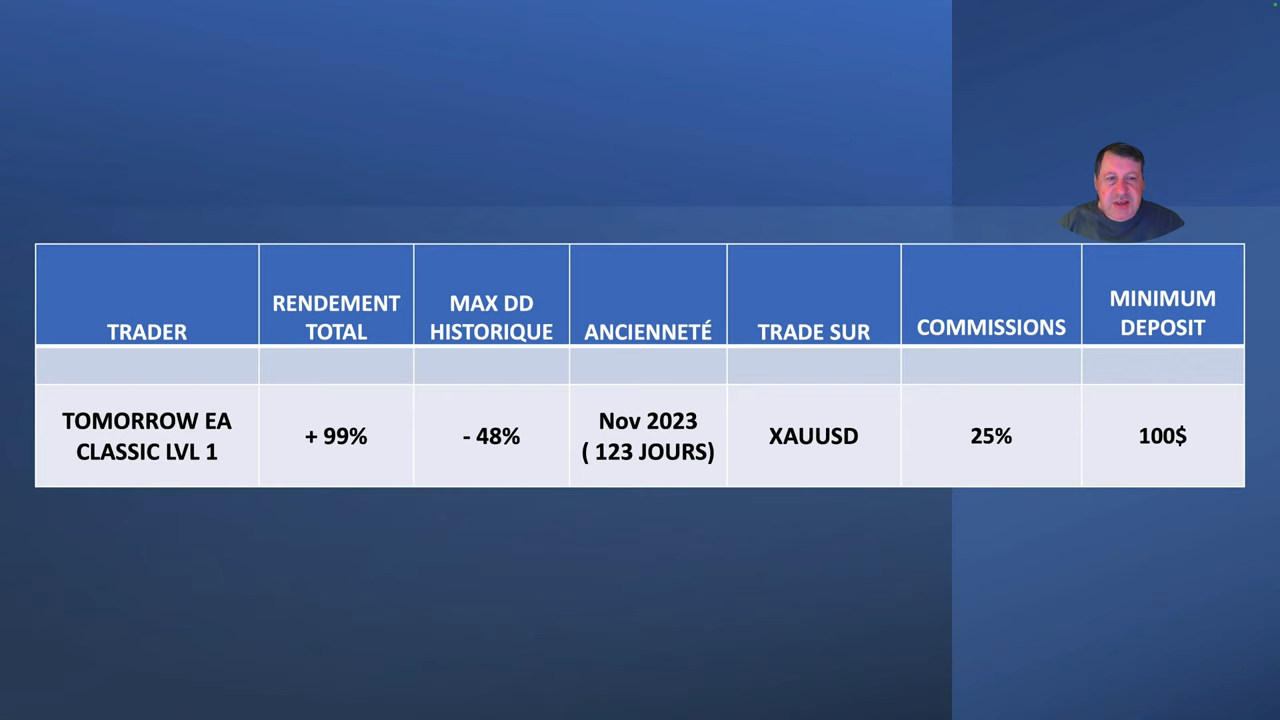 TRADER
RENDEMENT
TOTAL
MAX DD
HISTORIQUE
ANCIENNETÉ
TRADE SUR
COMMISSIONS
MINIMUM
DEPOSIT
TOMORROW EA
CLASSIC LVL 1
+ 99%
- 48%
Nov 2023
( 123 JOURS)
XAUUSD
25%
100$